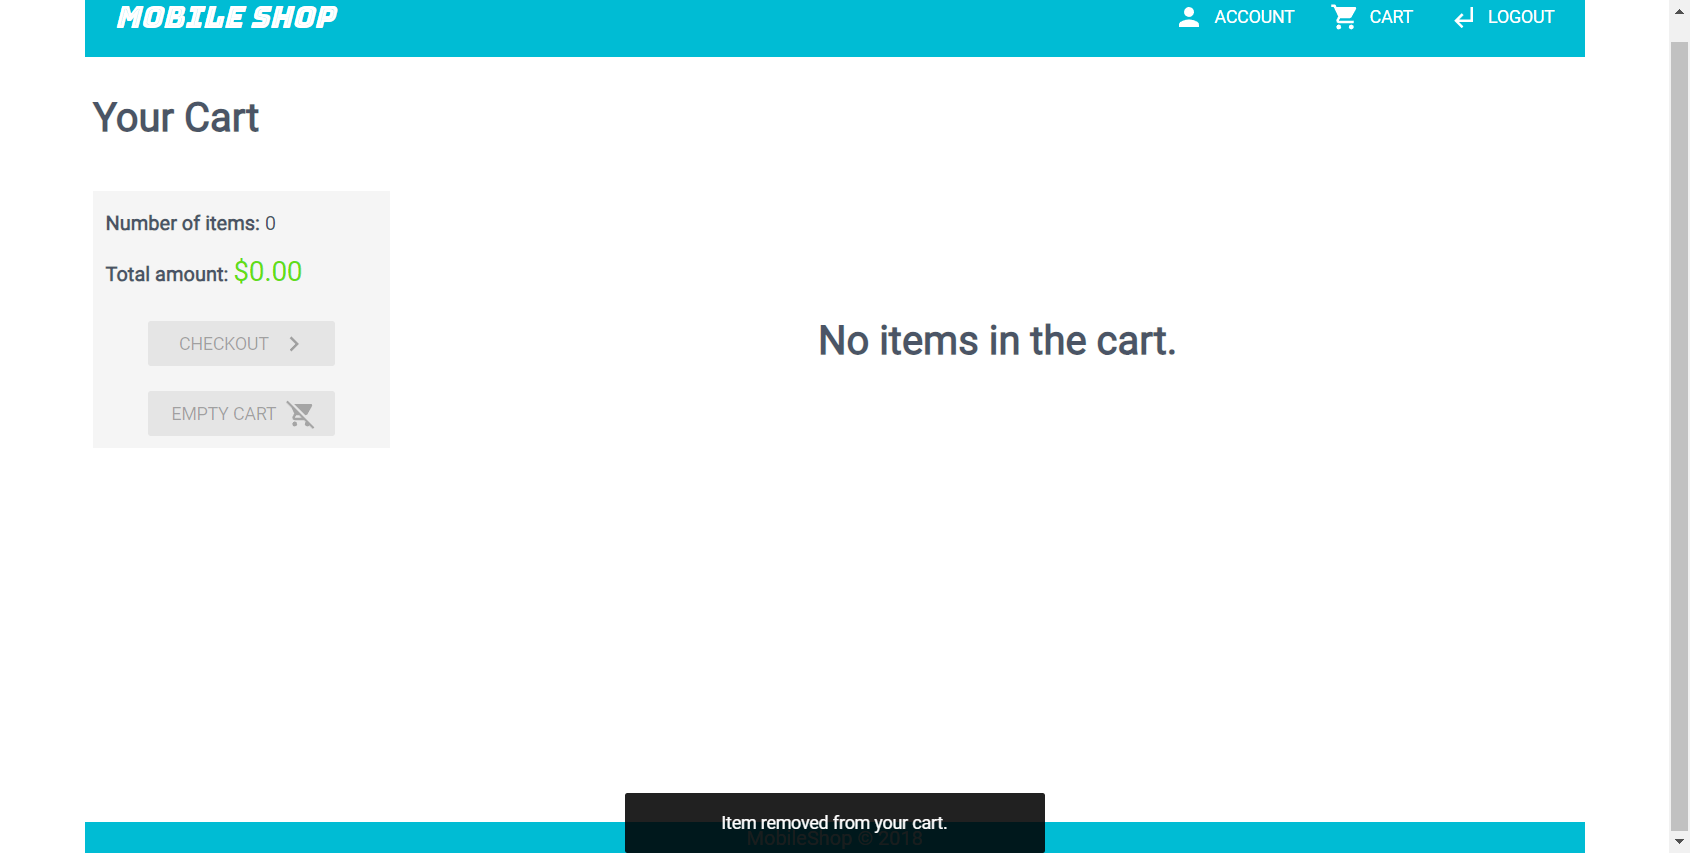 MOBILE SHOP
ACCOUNT
CART
LOGOUT
Your Cart
Number of items: 0
Total amount: $0.00
CHECKOUT
EMPTY CART
No items in the cart.
Item removed from your cart.
MobileShop © 2018